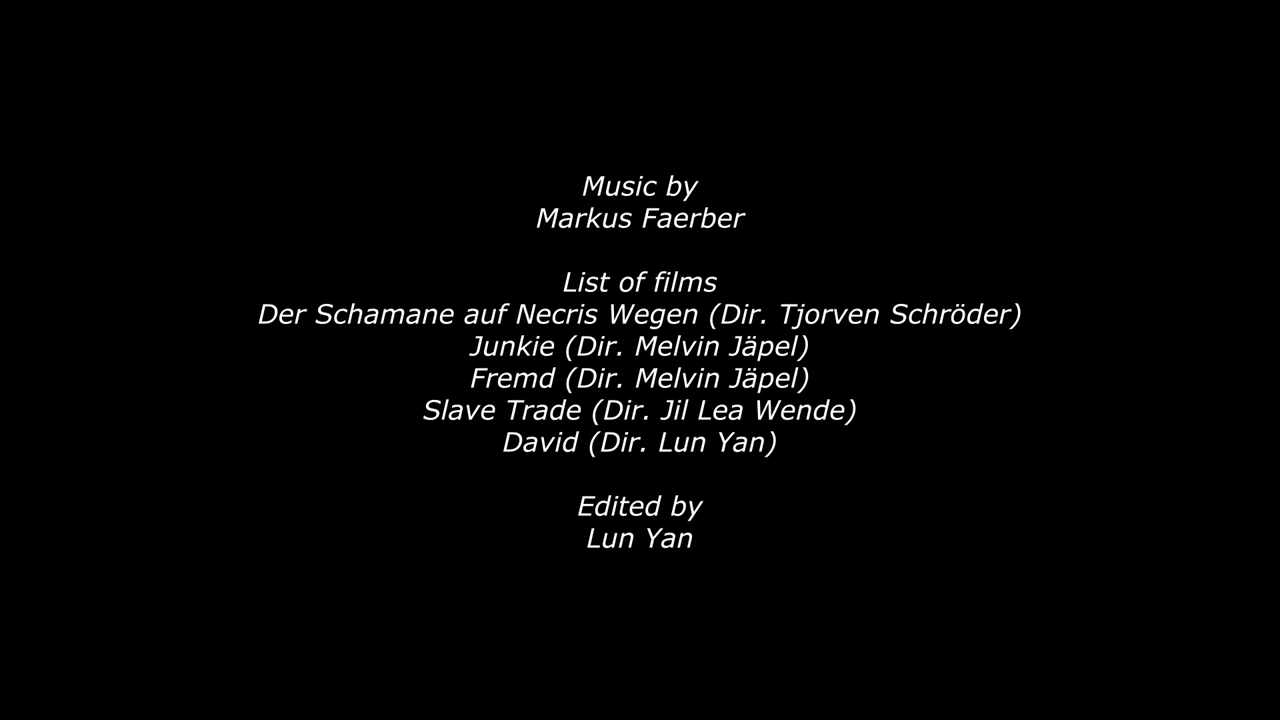 Music by
Markus Faerber
List of films
Der Schamane auf Necris Wegen (Dir. Tjorven Schröder)
Junkie (Dir. Melvin Jäpel)
Fremd (Dir. Melvin Jäpel)
Slave Trade (Dir. Jil Lea Wende)
David (Dir. Lun Yan)
Edited by
Lun Yan